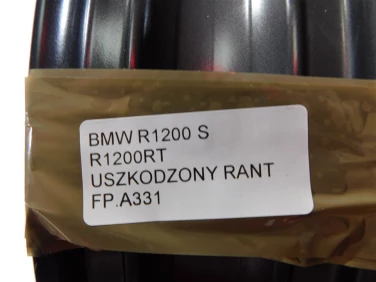 BMW R1200 S
R1200RT
USZKODZONY RANT
FP.A331